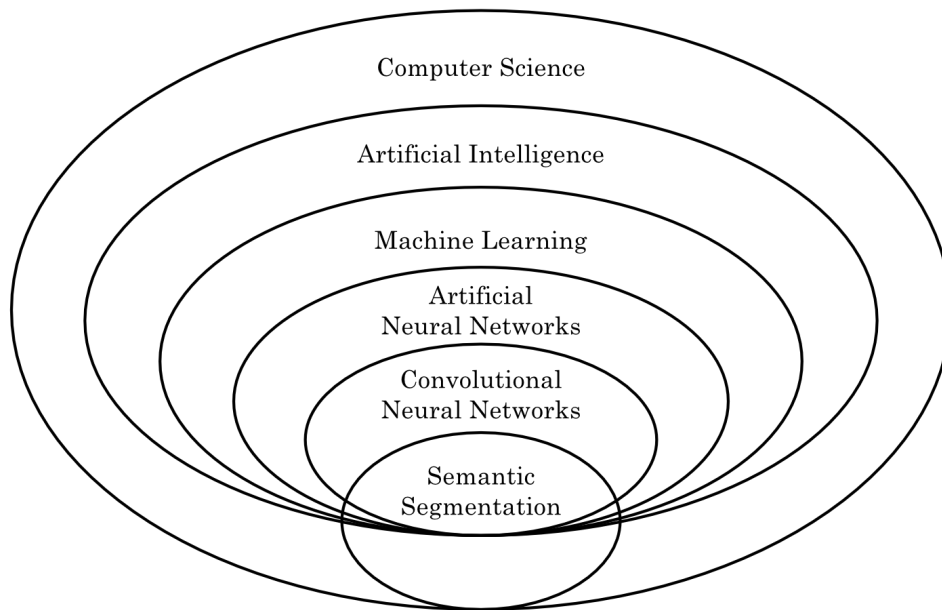 Computer Science
Artificial Intelligence
Machine Learning
Artificial
Neural Networks
Convolutional
Neural Networks
Semantic
Segmentation